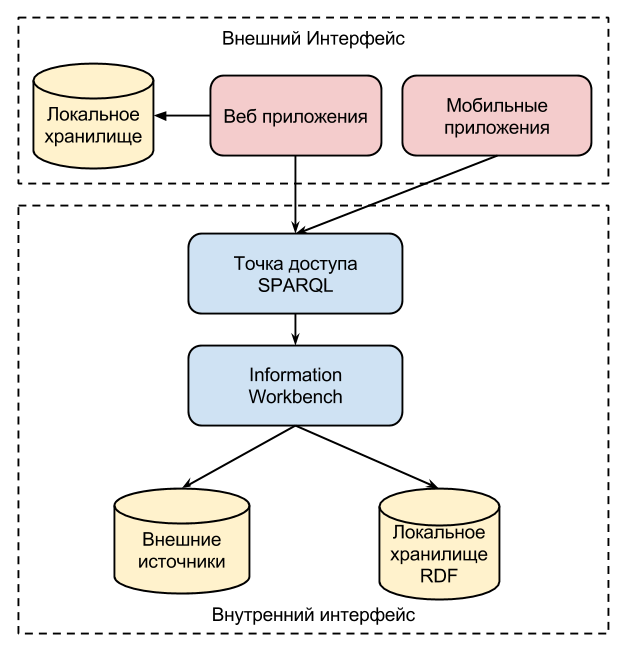 Внешний Интерфейс
Локальное
хранилище
Веб приложения
Мобильные
приложения
Точка доступа
SPARQL
Information
Workbench
Внешние
источники
Локальное
хранилище
RDF
Внутренний интерфейс